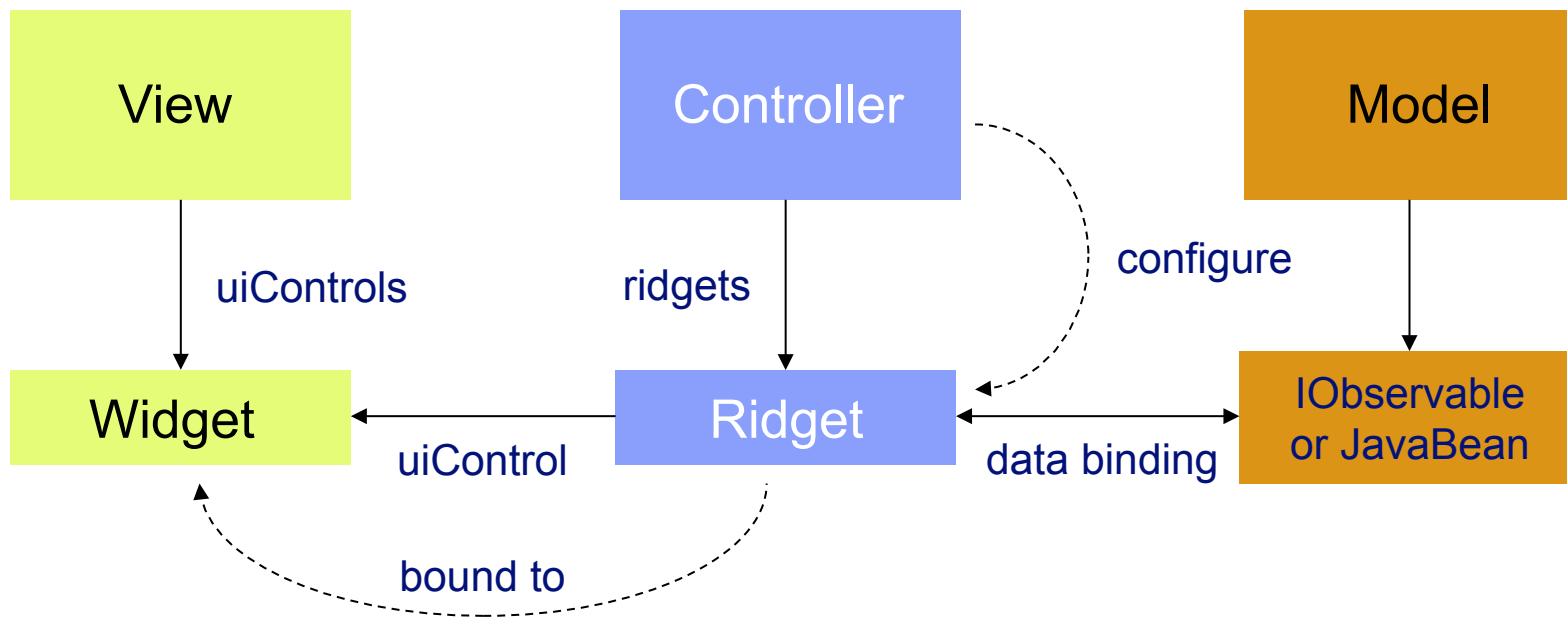 View
Controller
Model
uiControls
ridgets
configure
Widget
Ridget
IObservable
or JavaBean
uiControl
data binding
bound to